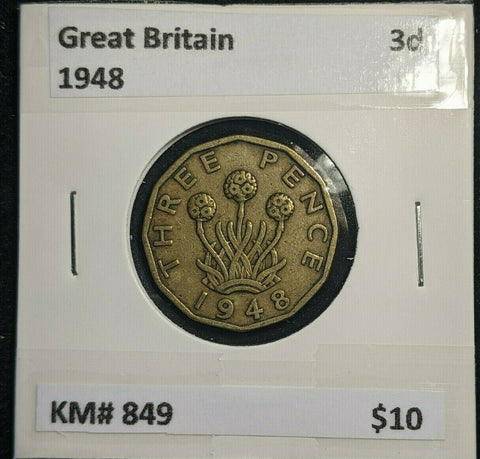 Great Britain 3d
1948
THREE PENCE
1948
KM# 849 $10